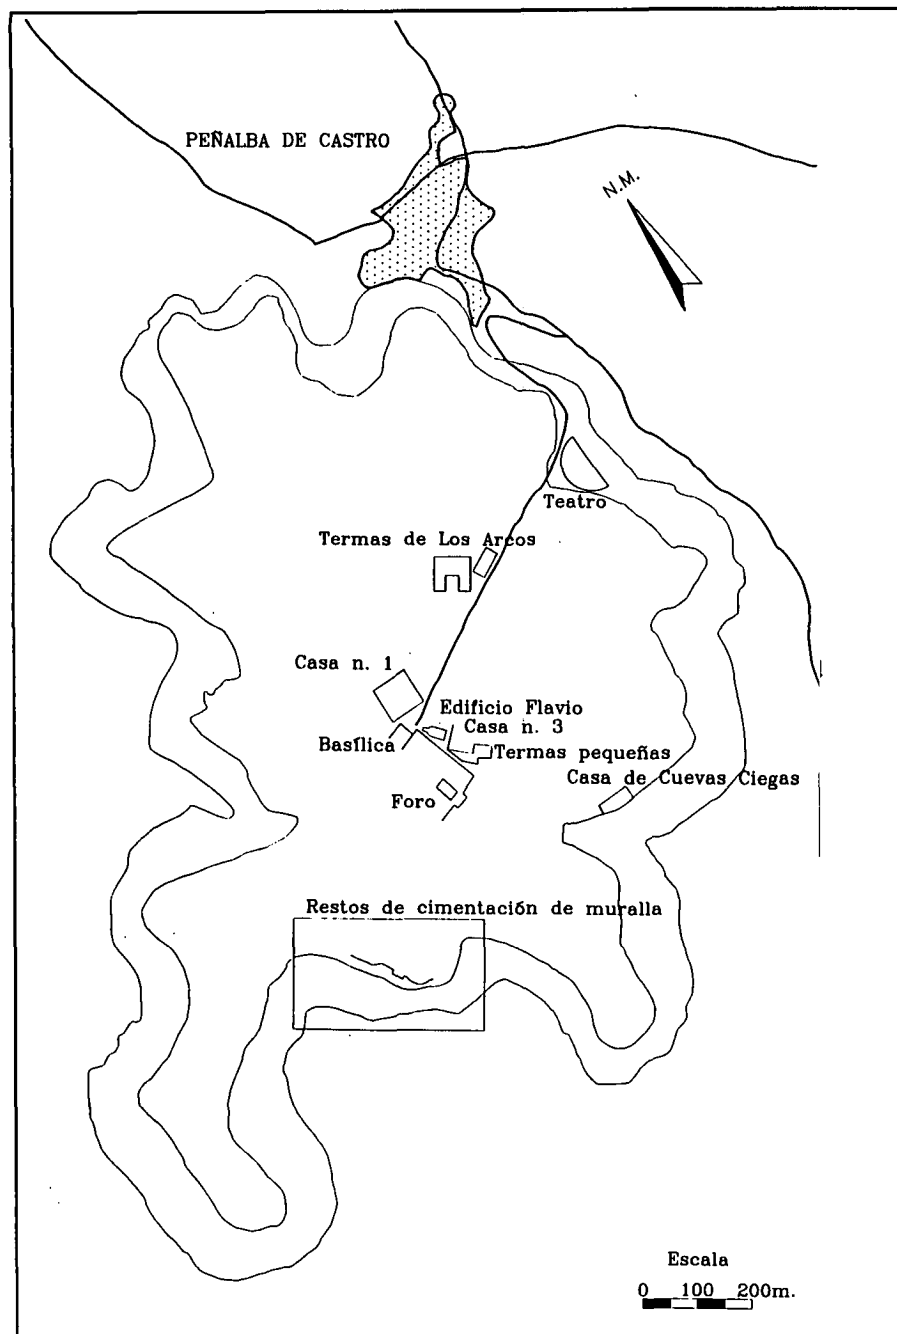 PEÑALBA DE CASTRO
N.M.
Teatro
Termas de Los Arcos
Casa n. 1
Edificio Flavio
Casa n. 3
Basílica
Termas pequeñas
Casa de Cuevas Ciegas
Foro
Restos de cimentación de muralla
Escala
0 100 200m.